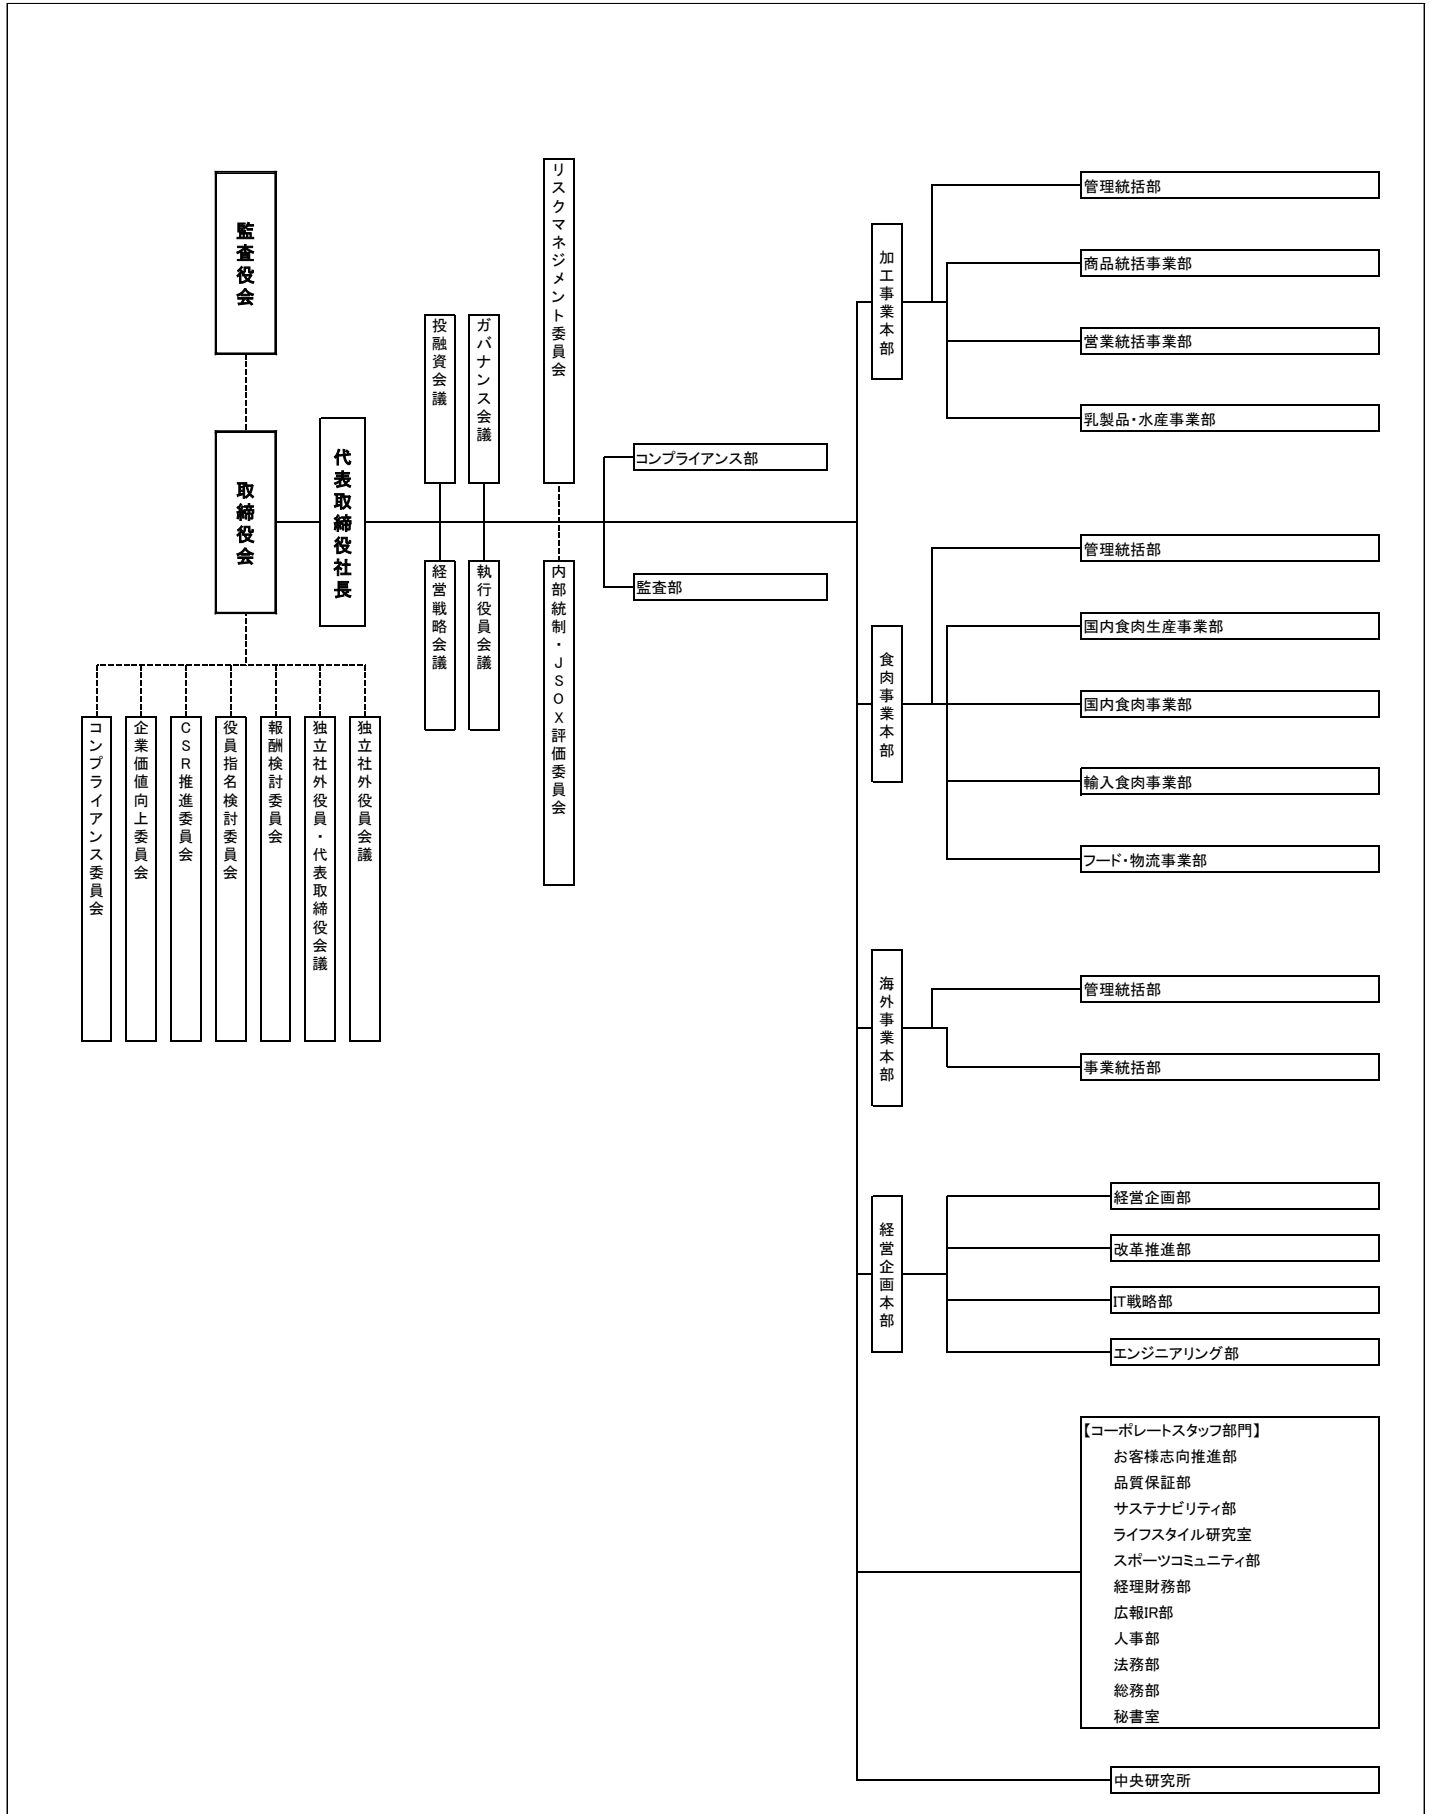 監査役会
取締役会
代表取締役社長
コンプライアンス委員会
企業価値向上委員会
CSR推進委員会
役員指名検討委員会
報酬検討委員会
独立社外役員・代表取締役会議
独立社外役員会議
投融資会議
ガバナンス会議
経営戦略会議
執行役員会議
リスクマネジメント委員会
内部統制・JSOX評価委員会
コンプライアンス部
監査部
加工事業本部
管理統括部
商品統括事業部
営業統括事業部
乳製品・水産事業部
食肉事業本部
管理統括部
国内食肉生産事業部
国内食肉事業部
輸入食肉事業部
フード・物流事業部
海外事業本部
管理統括部
事業統括部
経営企画本部
経営企画部
改革推進部
IT戦略部
エンジニアリング部
【コーポレートスタッフ部門】
お客様志向推進部
品質保証部
サステナビリティ部
ライフスタイル研究室
スポーツコミュニティ部
経理財務部
広報IR部
人事部
法務部
総務部
秘書室
中央研究所